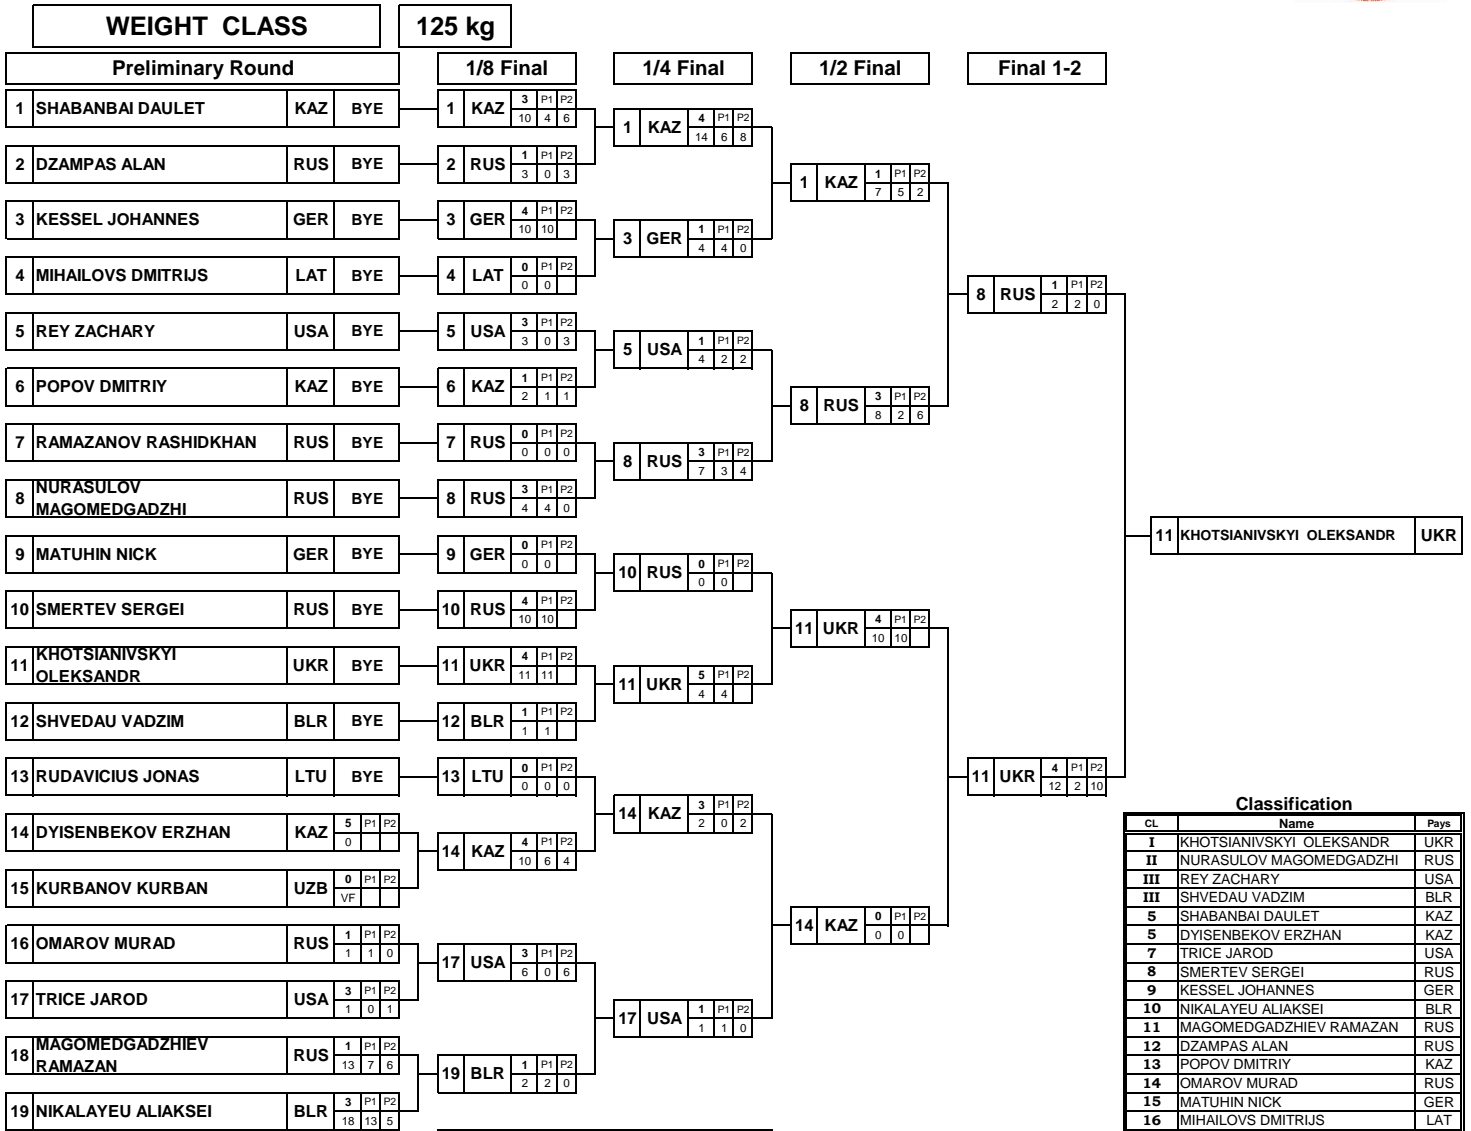 WEIGHT CLASS 125 kg
Preliminary Round 1/8 Final 1/4 Final 1/2 Final Final 1-2
1 SHABANBAI DAULET KAZ BYE
2 DZAMPAS ALAN RUS BYE
3 KESSEL JOHANNES GER BYE
4 MIHAILOVS DMITRIJS LAT BYE
5 REY ZACHARY USA BYE
6 POPOV DMITRIY KAZ BYE
7 RAMAZANOV RASHIDKHAN RUS BYE
8 NURASULOV
MAGOMEDGADZHI RUS BYE
9 MATUHIN NICK GER BYE
10 SMERTEV SERGEI RUS BYE
11 KHOTSIANIVSKYI
OLEKSANDR UKR BYE
12 SHVEDAU VADZIM BLR BYE
13 RUDAVICIUS JONAS LTU BYE
14 DYISENBEKOV ERZHAN KAZ 5 P1 P2
0
15 KURBANOV KURBAN UZB 0 P1 P2
VF
16 OMAROV MURAD RUS 1 P1 P2
1 1 0
17 TRICE JAROD USA 3 P1 P2
1 0 1
18 MAGOMEDGADZHIEV
RAMAZAN RUS 1 P1 P2
13 7 6
19 NIKALAYEU ALIAKSEI BLR 3 P1 P2
18 13 5
1 KAZ 3 P1 P2
10 4 6
2 RUS 1 P1 P2
3 0 3
3 GER 4 P1 P2
10 10
4 LAT 0 P1 P2
0 0
5 USA 3 P1 P2
3 0 3
6 KAZ 1 P1 P2
2 1 1
7 RUS 0 P1 P2
0 0 0
8 RUS 3 P1 P2
4 4 0
9 GER 0 P1 P2
0 0
10 RUS 4 P1 P2
10 10
11 UKR 4 P1 P2
11 11
12 BLR 1 P1 P2
1 1
13 LTU 0 P1 P2
0 0 0
14 KAZ 4 P1 P2
10 6 4
17 USA 3 P1 P2
6 0 6
19 BLR 1 P1 P2
2 2 0
1 KAZ 4 P1 P2
14 6 8
3 GER 1 P1 P2
4 4 0
5 USA 1 P1 P2
4 2 2
8 RUS 3 P1 P2
7 3 4
10 RUS 0 P1 P2
0 0
11 UKR 5 P1 P2
4 4
14 KAZ 3 P1 P2
2 0 2
17 USA 1 P1 P2
1 1 0
1 KAZ 1 P1 P2
7 5 2
8 RUS 3 P1 P2
8 2 6
11 UKR 4 P1 P2
10 10
14 KAZ 0 P1 P2
0 0
8 RUS 1 P1 P2
2 2 0
11 UKR 4 P1 P2
12 2 10
11 KHOTSIANIVSKYI OLEKSANDR UKR
Classification
CL Name Pays
I KHOTSIANIVSKYI OLEKSANDR UKR
II NURASULOV MAGOMEDGADZHI RUS
III REY ZACHARY USA
III SHVEDAU VADZIM BLR
5 SHABANBAI DAULET KAZ
5 DYISENBEKOV ERZHAN KAZ
7 TRICE JAROD USA
8 SMERTEV SERGEI RUS
9 KESSEL JOHANNES GER
10 NIKALAYEU ALIAKSEI BLR
11 MAGOMEDGADZHIEV RAMAZAN RUS
12 DZAMPAS ALAN RUS
13 POPOV DMITRIY KAZ
14 OMAROV MURAD RUS
15 MATUHIN NICK GER
16 MIHAILOVS DMITRIJS LAT